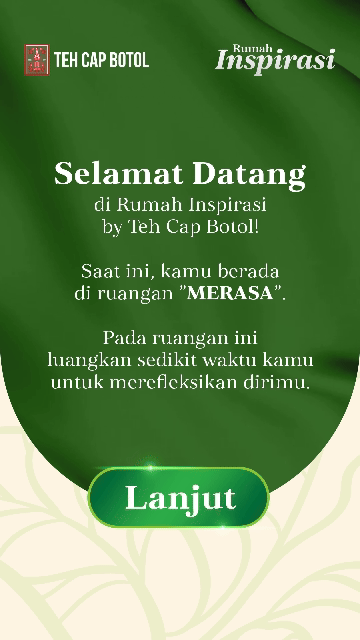 TEH CAP BOTOL
Rumah
Inspirasi
Selamat Datang
di Rumah Inspirasi
by Teh Cap Botol!
Saat ini, kamu berada
di ruangan "MERASA".
Pada ruangan ini
luangkan sedikit waktu kamu
untuk merefleksikan dirimu.
Lanjut